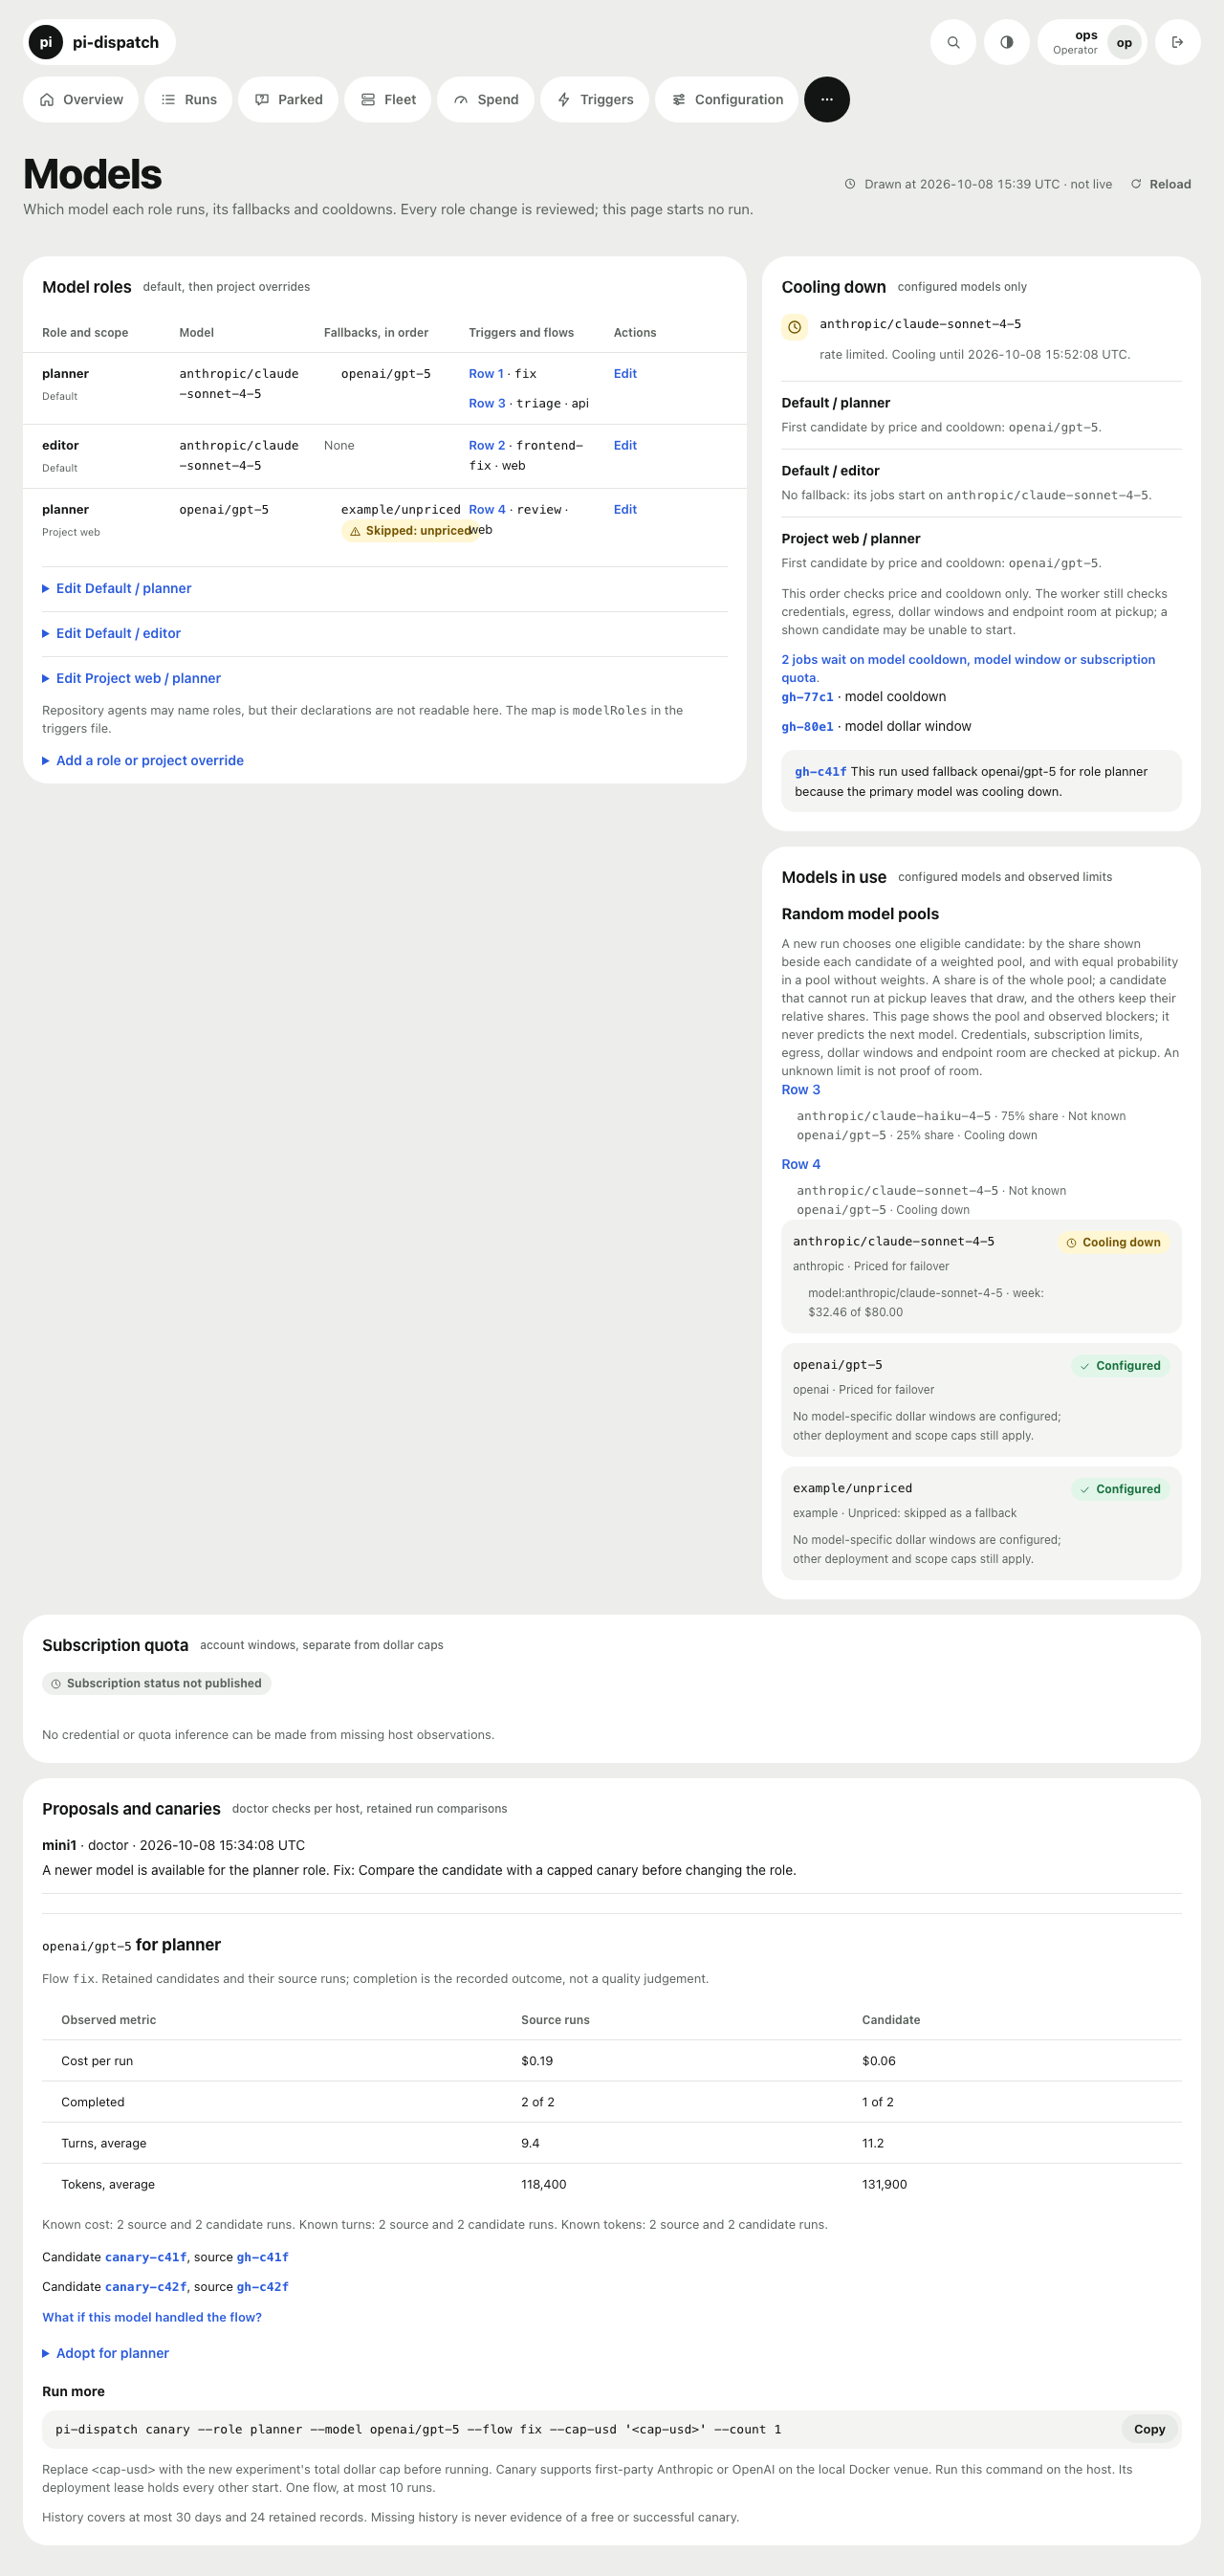 pi pi-dispatch
ops
Operator
op
Overview Runs Parked Fleet Spend Triggers Configuration ···
Models
Drawn at 2026-10-08 15:39 UTC · not live Reload
Which model each role runs, its fallbacks and cooldowns. Every role change is reviewed; this page starts no run.
Model roles default, then project overrides
Role and scope Model Fallbacks, in order Triggers and flows Actions
planner
Default
anthropic/claude
-sonnet-4-5
openai/gpt-5
Row 1 · fix
Row 3 · triage · api
Edit
editor
Default
anthropic/claude
-sonnet-4-5
None
Row 2 · frontend-
fix · web
Edit
planner
Project web
openai/gpt-5
example/unpriced
Skipped: unpriced
Row 4 · review ·
web
Edit
Edit Default / planner
Edit Default / editor
Edit Project web / planner
Repository agents may name roles, but their declarations are not readable here. The map is modelRoles in the
triggers file.
Add a role or project override
Cooling down configured models only
anthropic/claude-sonnet-4-5
rate limited. Cooling until 2026-10-08 15:52:08 UTC.
Default / planner
First candidate by price and cooldown: openai/gpt-5.
Default / editor
No fallback: its jobs start on anthropic/claude-sonnet-4-5.
Project web / planner
First candidate by price and cooldown: openai/gpt-5.
This order checks price and cooldown only. The worker still checks
credentials, egress, dollar windows and endpoint room at pickup; a
shown candidate may be unable to start.
2 jobs wait on model cooldown, model window or subscription
quota.
gh-77c1 · model cooldown
gh-80e1 · model dollar window
gh-c41f This run used fallback openai/gpt-5 for role planner
because the primary model was cooling down.
Models in use configured models and observed limits
Random model pools
A new run chooses one eligible candidate: by the share shown
beside each candidate of a weighted pool, and with equal probability
in a pool without weights. A share is of the whole pool; a candidate
that cannot run at pickup leaves that draw, and the others keep their
relative shares. This page shows the pool and observed blockers; it
never predicts the next model. Credentials, subscription limits,
egress, dollar windows and endpoint room are checked at pickup. An
unknown limit is not proof of room.
Row 3
anthropic/claude-haiku-4-5 · 75% share · Not known
openai/gpt-5 · 25% share · Cooling down
Row 4
anthropic/claude-sonnet-4-5 · Not known
openai/gpt-5 · Cooling down
anthropic/claude-sonnet-4-5 Cooling down
anthropic · Priced for failover
model:anthropic/claude-sonnet-4-5 · week:
$32.46 of $80.00
openai/gpt-5 Configured
openai · Priced for failover
No model-specific dollar windows are configured;
other deployment and scope caps still apply.
example/unpriced Configured
example · Unpriced: skipped as a fallback
No model-specific dollar windows are configured;
other deployment and scope caps still apply.
Subscription quota account windows, separate from dollar caps
Subscription status not published
No credential or quota inference can be made from missing host observations.
Proposals and canaries doctor checks per host, retained run comparisons
mini1 · doctor · 2026-10-08 15:34:08 UTC
A newer model is available for the planner role. Fix: Compare the candidate with a capped canary before changing the role.
openai/gpt-5 for planner
Flow fix. Retained candidates and their source runs; completion is the recorded outcome, not a quality judgement.
Observed metric Source runs Candidate
Cost per run $0.19 $0.06
Completed 2 of 2 1 of 2
Turns, average 9.4 11.2
Tokens, average 118,400 131,900
Known cost: 2 source and 2 candidate runs. Known turns: 2 source and 2 candidate runs. Known tokens: 2 source and 2 candidate runs.
Candidate canary-c41f, source gh-c41f
Candidate canary-c42f, source gh-c42f
What if this model handled the flow?
Adopt for planner
Run more
pi-dispatch canary --role planner --model openai/gpt-5 --flow fix --cap-usd '<cap-usd>' --count 1 Copy
Replace <cap-usd> with the new experiment's total dollar cap before running. Canary supports first-party Anthropic or OpenAI on the local Docker venue. Run this command on the host. Its
deployment lease holds every other start. One flow, at most 10 runs.
History covers at most 30 days and 24 retained records. Missing history is never evidence of a free or successful canary.